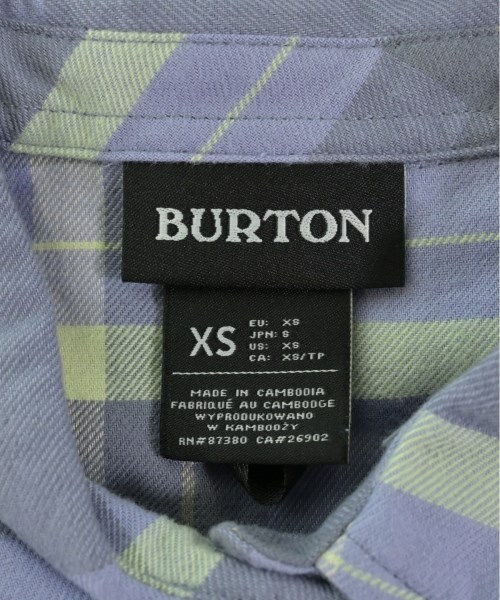 BURTON
XS
EU: XS
JPN: S
US: XS
CA: XS/TP
MADE IN CAMBODIA
FABRIQUÉ AU CAMBODGE
WYPRODUKOWANO
W KAMBODŻY
RN#87380 CA#26902